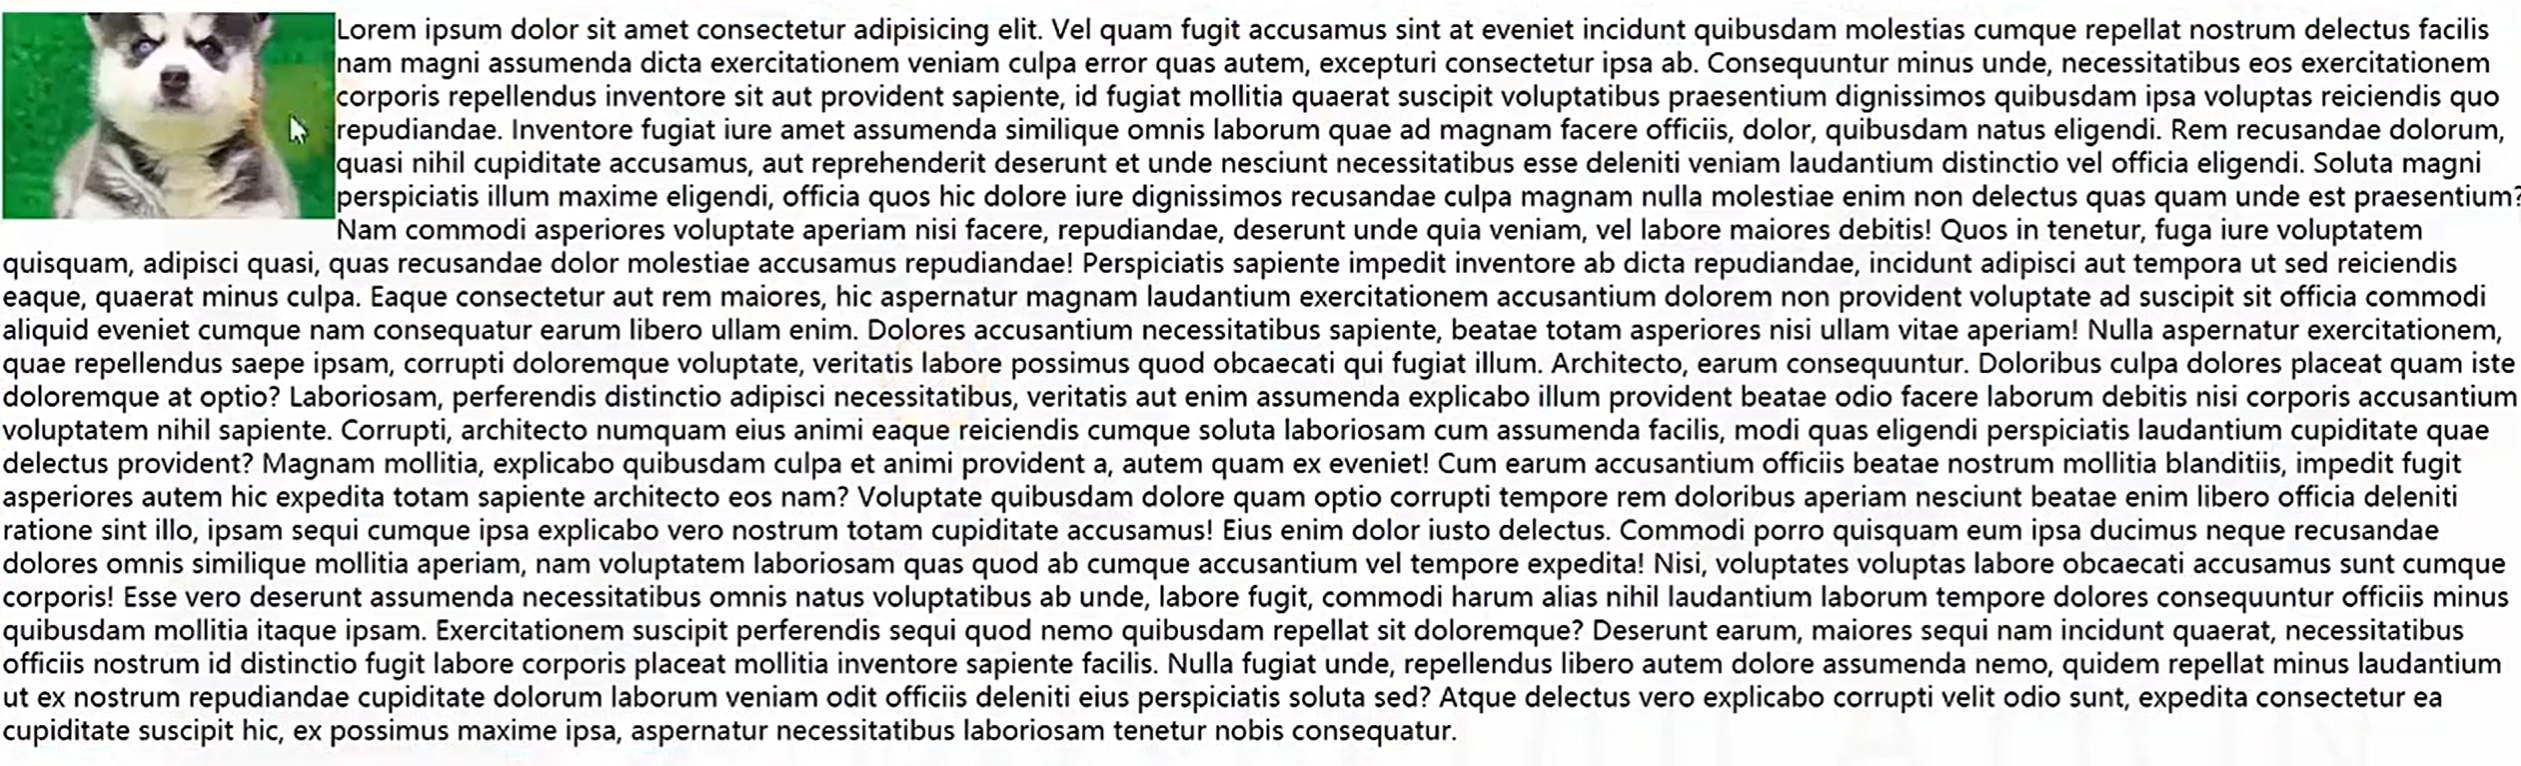 Lorem ipsum dolor sit amet consectetur adipisicing elit. Vel quam fugit accusamus sint at eveniet incidunt quibusdam molestias cumque repellat nostrum delectus facilis
nam magni assumenda dicta exercitationem veniam culpa error quas autem, excepturi consectetur ipsa ab. Consequuntur minus unde, necessitatibus eos exercitationem
corporis repellendus inventore sit aut provident sapiente, id fugiat mollitia quaerat suscipit voluptatibus praesentium dignissimos quibusdam ipsa voluptas reiciendis quo
repudiandae. Inventore fugiat iure amet assumenda similique omnis laborum quae ad magnam facere officiis, dolor, quibusdam natus eligendi. Rem recusandae dolorum,
quasi nihil cupiditate accusamus, aut reprehenderit deserunt et unde nesciunt necessitatibus esse deleniti veniam laudantium distinctio vel officia eligendi. Soluta magni
perspiciatis illum maxime eligendi, officia quos hic dolore iure dignissimos recusandae culpa magnam nulla molestiae enim non delectus quas quam unde est praesentium?
Nam commodi asperiores voluptate aperiam nisi facere, repudiandae, deserunt unde quia veniam, vel labore maiores debitis! Quos in tenetur, fuga iure voluptatem
quisquam, adipisci quasi, quas recusandae dolor molestiae accusamus repudiandae! Perspiciatis sapiente impedit inventore ab dicta repudiandae, incidunt adipisci aut tempora ut sed reiciendis
eaque, quaerat minus culpa. Eaque consectetur aut rem maiores, hic aspernatur magnam laudantium exercitationem accusantium dolorem non provident voluptate ad suscipit sit officia commodi
aliquid eveniet cumque nam consequatur earum libero ullam enim. Dolores accusantium necessitatibus sapiente, beatae totam asperiores nisi ullam vitae aperiam! Nulla aspernatur exercitationem,
quae repellendus saepe ipsam, corrupti doloremque voluptate, veritatis labore possimus quod obcaecati qui fugiat illum. Architecto, earum consequuntur. Doloribus culpa dolores placeat quam iste
doloremque at optio? Laboriosam, perferendis distinctio adipisci necessitatibus, veritatis aut enim assumenda explicabo illum provident beatae odio facere laborum debitis nisi corporis accusantium
voluptatem nihil sapiente. Corrupti, architecto numquam eius animi eaque reiciendis cumque soluta laboriosam cum assumenda facilis, modi quas eligendi perspiciatis laudantium cupiditate quae
delectus provident? Magnam mollitia, explicabo quibusdam culpa et animi provident a, autem quam ex eveniet! Cum earum accusantium officiis beatae nostrum mollitia blanditiis, impedit fugit
asperiores autem hic expedita totam sapiente architecto eos nam? Voluptate quibusdam dolore quam optio corrupti tempore rem doloribus aperiam nesciunt beatae enim libero officia deleniti
ratione sint illo, ipsam sequi cumque ipsa explicabo vero nostrum totam cupiditate accusamus! Eius enim dolor iusto delectus. Commodi porro quisquam eum ipsa ducimus neque recusandae
dolores omnis similique mollitia aperiam, nam voluptatem laboriosam quas quod ab cumque accusantium vel tempore expedita! Nisi, voluptates voluptas labore obcaecati accusamus sunt cumque
corporis! Esse vero deserunt assumenda necessitatibus omnis natus voluptatibus ab unde, labore fugit, commodi harum alias nihil laudantium laborum tempore dolores consequuntur officiis minus
quibusdam mollitia itaque ipsam. Exercitationem suscipit perferendis sequi quod nemo quibusdam repellat sit doloremque? Deserunt earum, maiores sequi nam incidunt quaerat, necessitatibus
officiis nostrum id distinctio fugit labore corporis placeat mollitia inventore sapiente facilis. Nulla fugiat unde, repellendus libero autem dolore assumenda nemo, quidem repellat minus laudantium
ut ex nostrum repudiandae cupiditate dolorum laborum veniam odit officiis deleniti eius perspiciatis soluta sed? Atque delectus vero explicabo corrupti velit odio sunt, expedita consectetur ea
cupiditate suscipit hic, ex possimus maxime ipsa, aspernatur necessitatibus laboriosam tenetur nobis consequatur.